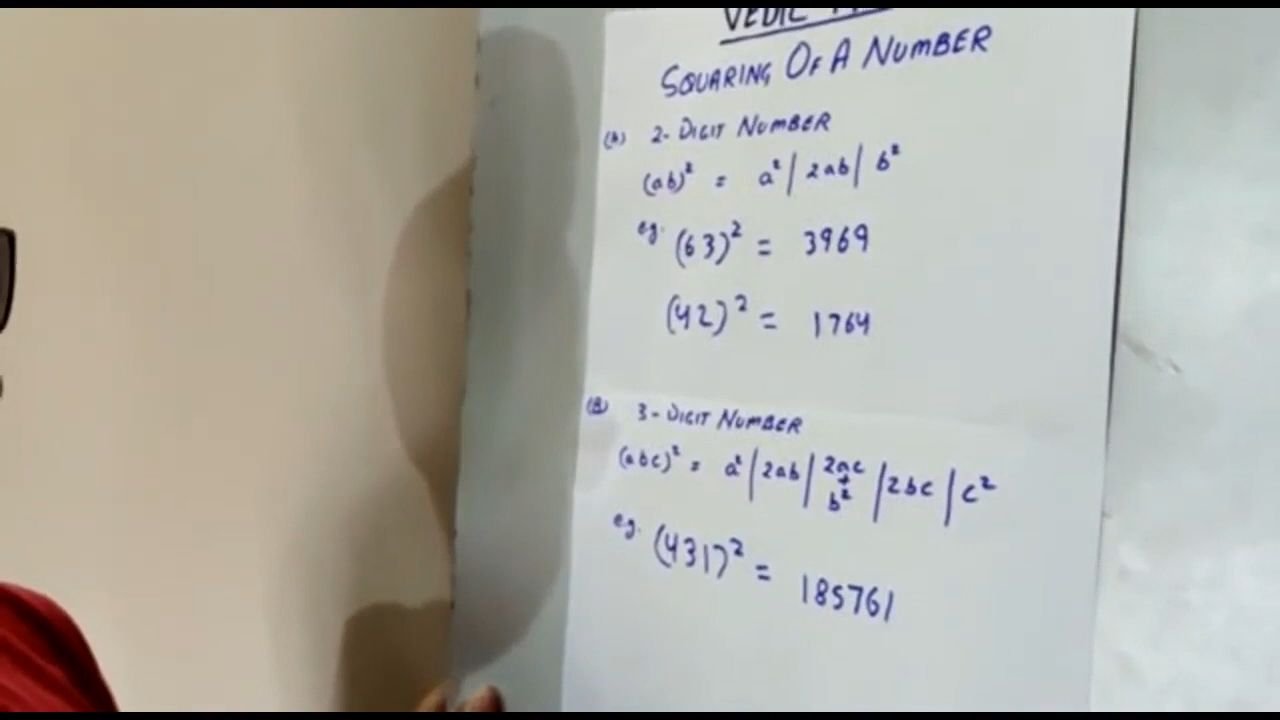 VEDIC
SQUARING OF A NUMBER
(A) 2-DIGIT NUMBER
(ab)² = a² | 2ab | b²
eg. (63)² = 3969
(42)² = 1764
(B) 3-DIGIT NUMBER
(abc)² = a² | 2ab | 2ac + b² | 2bc | c²
eg. (431)² = 185761